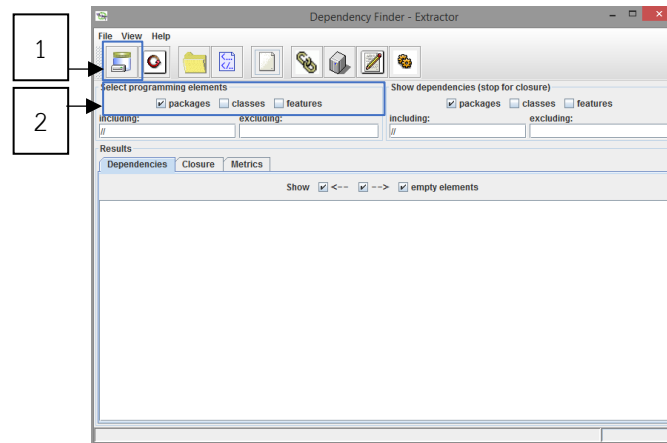 Dependency Finder - Extractor
1
File View Help
Select programming elements
Show dependencies (stop for closure)
packages classes features
packages classes features
2
including: excluding:
including: excluding:
//
//
Results
Dependencies Closure Metrics
Show <-- --> empty elements